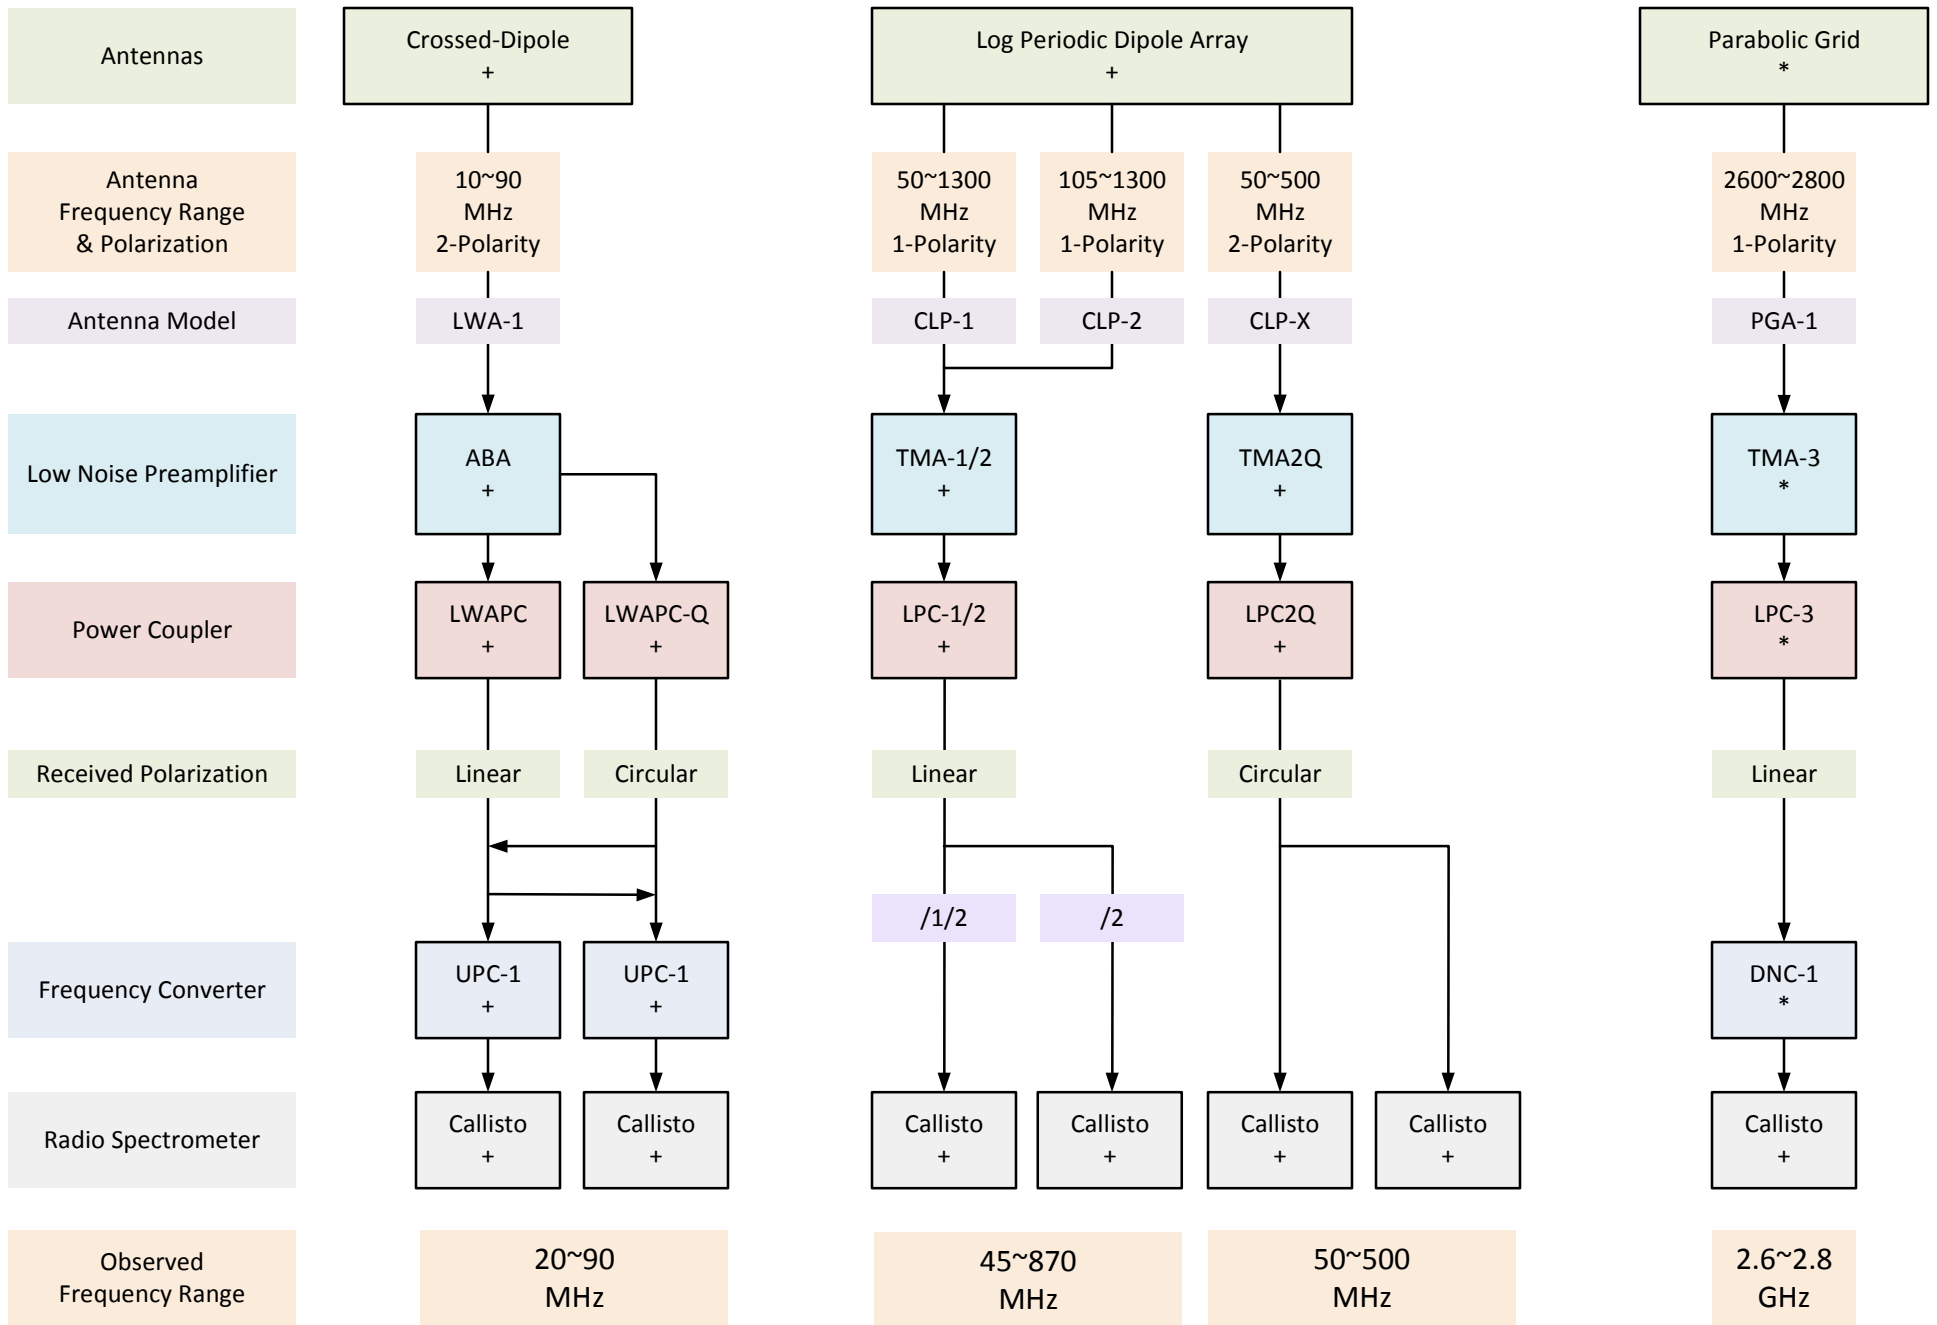 Antennas
Crossed-Dipole
+
Log Periodic Dipole Array
+
Parabolic Grid
*
Antenna
Frequency Range
& Polarization
10~90
MHz
2-Polarity
50~1300
MHz
1-Polarity
105~1300
MHz
1-Polarity
50~500
MHz
2-Polarity
2600~2800
MHz
1-Polarity
Antenna Model
LWA-1
CLP-1
CLP-2
CLP-X
PGA-1
Low Noise Preamplifier
ABA
+
TMA-1/2
+
TMA2Q
+
TMA-3
*
Power Coupler
LWAPC
+
LWAPC-Q
+
LPC-1/2
+
LPC2Q
+
LPC-3
*
Received Polarization
Linear
Circular
Linear
Circular
Linear
/1/2
/2
Frequency Converter
UPC-1
+
UPC-1
+
DNC-1
*
Radio Spectrometer
Callisto
+
Callisto
+
Callisto
+
Callisto
+
Callisto
+
Callisto
+
Callisto
+
Observed
Frequency Range
20~90
MHz
45~870
MHz
50~500
MHz
2.6~2.8
GHz